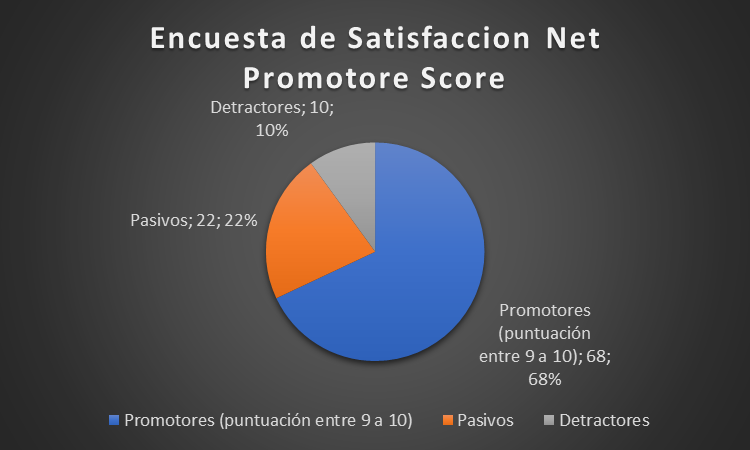 Encuesta de Satisfaccion Net
Promotore Score
Detractores; 10;
10%
Pasivos; 22; 22%
Promotores
(puntuación
entre 9 a 10); 68;
68%
Promotores (puntuación entre 9 a 10)
Pasivos
Detractores